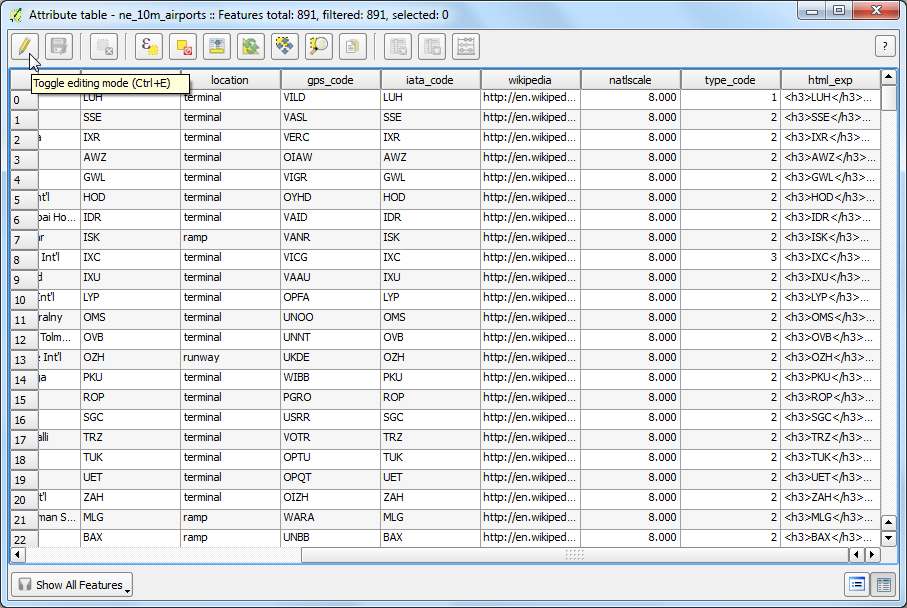 Attribute table - ne_10m_airports :: Features total: 891, filtered: 891, selected: 0
?
Toggle editing mode (Ctrl+E)
location gps_code iata_code wikipedia natlscale type_code html_exp
0 LUH terminal VILD LUH http://en.wikiped... 8.000 1 <h3>LUH</h3>...
1 SSE terminal VASL SSE http://en.wikiped... 8.000 2 <h3>SSE</h3>...
2 IXR terminal VERC IXR http://en.wikiped... 8.000 2 <h3>IXR</h3>...
3 AWZ terminal OIAW AWZ http://en.wikiped... 8.000 2 <h3>AWZ</h3>...
4 GWL terminal VIGR GWL http://en.wikiped... 8.000 2 <h3>GWL</h3>...
5 nt'l HOD terminal OYHD HOD http://en.wikiped... 8.000 2 <h3>HOD</h3>...
6 bai Ho... IDR terminal VAID IDR http://en.wikiped... 8.000 2 <h3>IDR</h3>...
7 ISK ramp VANR ISK http://en.wikiped... 8.000 2 <h3>ISK</h3>...
8 Int'l IXC terminal VICG IXC http://en.wikiped... 8.000 3 <h3>IXC</h3>...
9 IXU terminal VAAU IXU http://en.wikiped... 8.000 2 <h3>IXU</h3>...
10 Int'l LYP terminal OPFA LYP http://en.wikiped... 8.000 2 <h3>LYP</h3>...
11 ralny OMS terminal UNOO OMS http://en.wikiped... 8.000 2 <h3>OMS</h3>...
12 Tolm... OVB terminal UNNT OVB http://en.wikiped... 8.000 2 <h3>OVB</h3>...
13 Int'l OZH runway UKDE OZH http://en.wikiped... 8.000 2 <h3>OZH</h3>...
14 ga PKU terminal WIBB PKU http://en.wikiped... 8.000 2 <h3>PKU</h3>...
15 ROP terminal PGRO ROP http://en.wikiped... 8.000 2 <h3>ROP</h3>...
16 SGC terminal USRR SGC http://en.wikiped... 8.000 2 <h3>SGC</h3>...
17 alli TRZ terminal VOTR TRZ http://en.wikiped... 8.000 2 <h3>TRZ</h3>...
18 TUK terminal OPTU TUK http://en.wikiped... 8.000 2 <h3>TUK</h3>...
19 UET terminal OPQT UET http://en.wikiped... 8.000 2 <h3>UET</h3>...
20 t'l ZAH terminal OIZH ZAH http://en.wikiped... 8.000 2 <h3>ZAH</h3>...
21 man S... MLG ramp WARA MLG http://en.wikiped... 8.000 2 <h3>MLG</h3>...
22 BAX ramp UNBB BAX http://en.wikiped... 8.000 2 <h3>BAX</h3>...
Show All Features